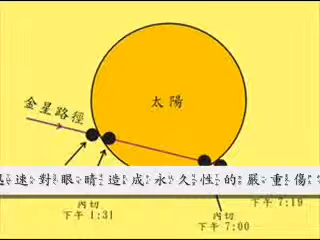 太陽
金星路徑
速對眼睛造成永久性的嚴重傷
內切
下午 1:31
下午 7:19
內切
下午 7:00